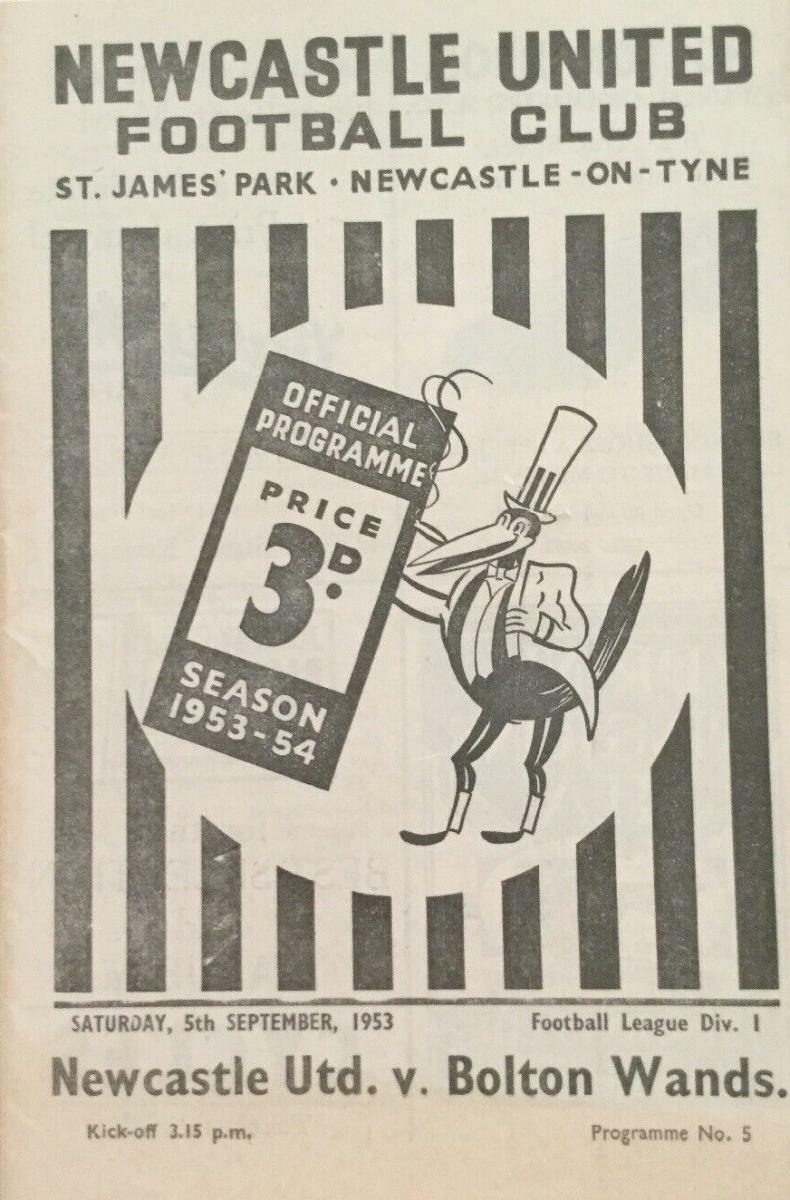 NEWCASTLE UNITED
FOOTBALL CLUB
ST. JAMES' PARK · NEWCASTLE-ON-TYNE
OFFICIAL
PROGRAMME
PRICE
3D.
SEASON
1953-54
SATURDAY, 5th SEPTEMBER, 1953 Football League Div. 1
Newcastle Utd. v. Bolton Wands.
Kick-off 3.15 p.m. Programme No. 5